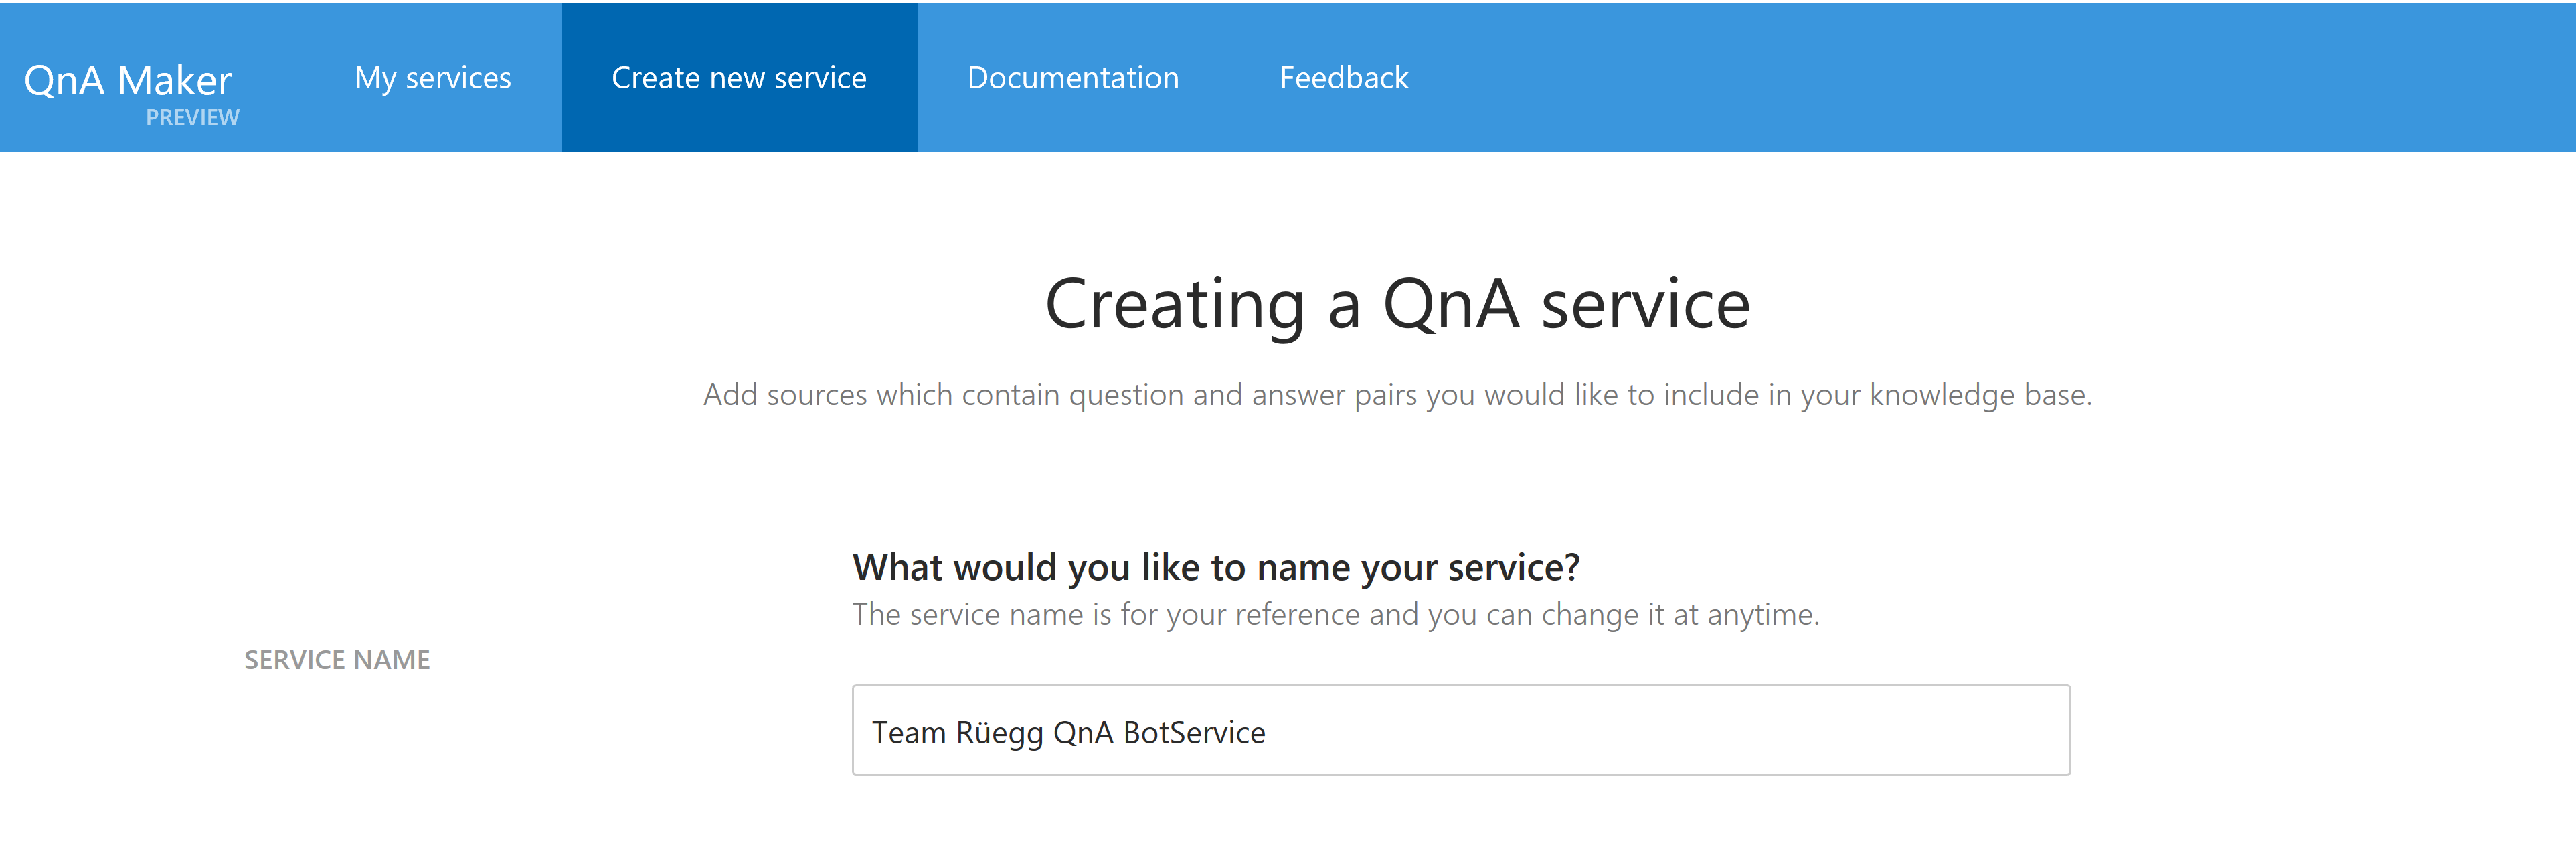 QnA Maker
PREVIEW
My services
Create new service
Documentation
Feedback
Creating a QnA service
Add sources which contain question and answer pairs you would like to include in your knowledge base.
What would you like to name your service?
The service name is for your reference and you can change it at anytime.
SERVICE NAME
Team Rüegg QnA BotService